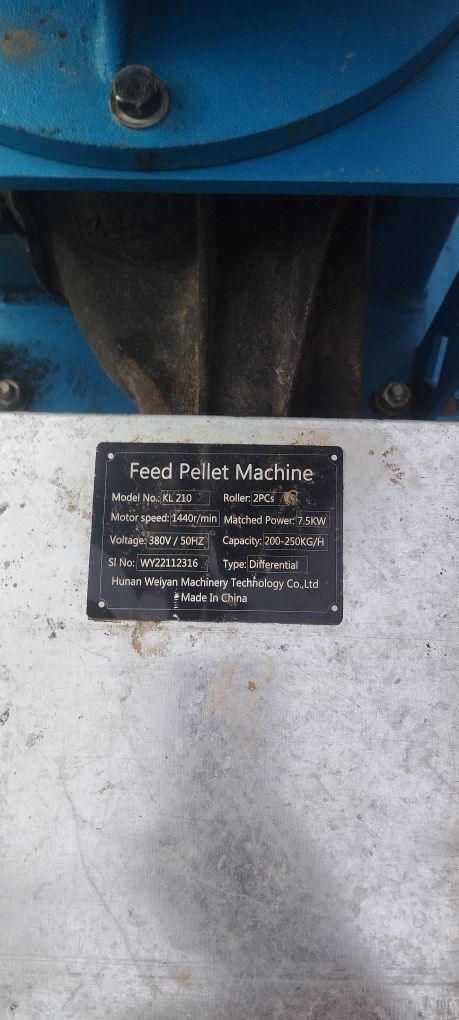 Feed Pellet Machine
Model No.: KL 210 Roller: 2PCs
Motor speed: 1440r/min Matched Power: 7.5KW
Voltage: 380V / 50HZ Capacity: 200-250KG/H
SI No: WY22112316 Type: Differential
Hunan Weiyan Machinery Technology Co.,Ltd
Made In China